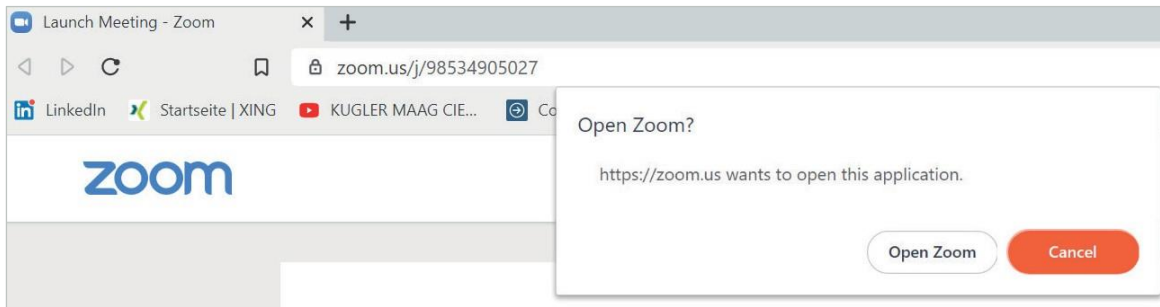 Launch Meeting - Zoom
zoom.us/j/98534905027
LinkedIn Startseite | XING KUGLER MAAG CIE... Co
Open Zoom?
https://zoom.us wants to open this application.
zoom
Open Zoom Cancel